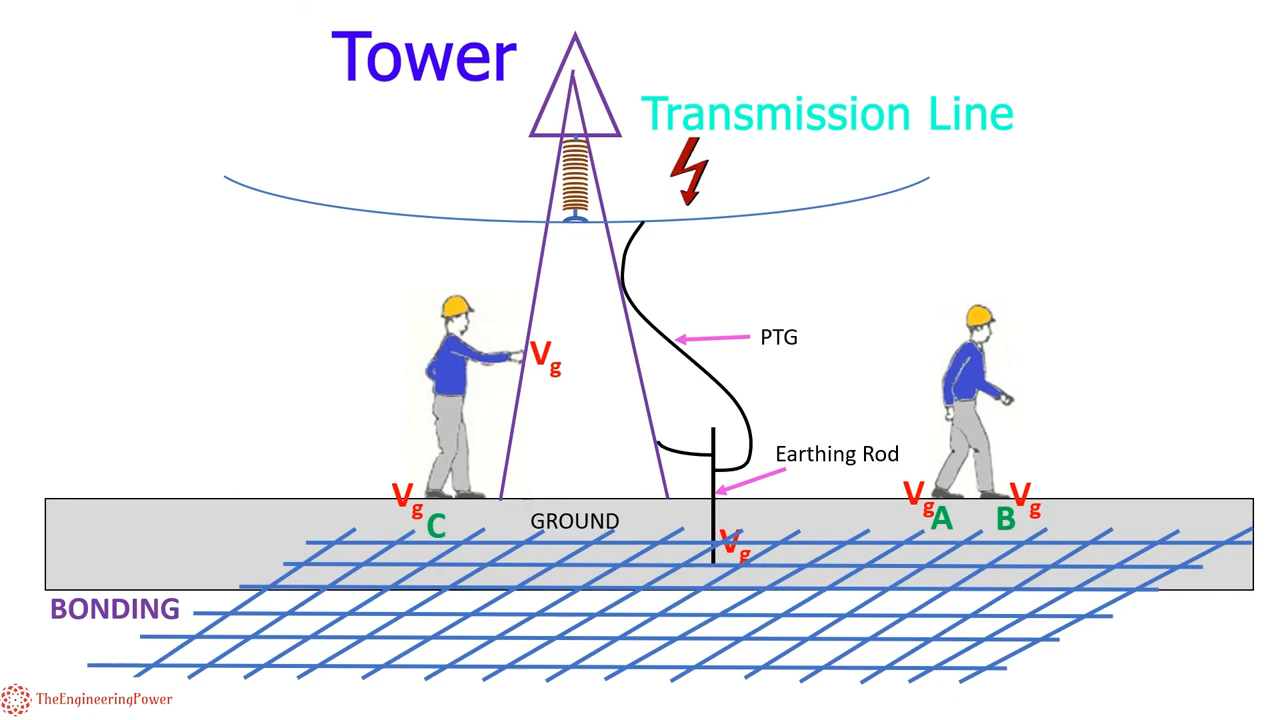 Tower
Transmission Line
PTG
Vg
Earthing Rod
Vg
Vg
Vg
C
GROUND
A
B
Vg
BONDING
TheEngineeringPower